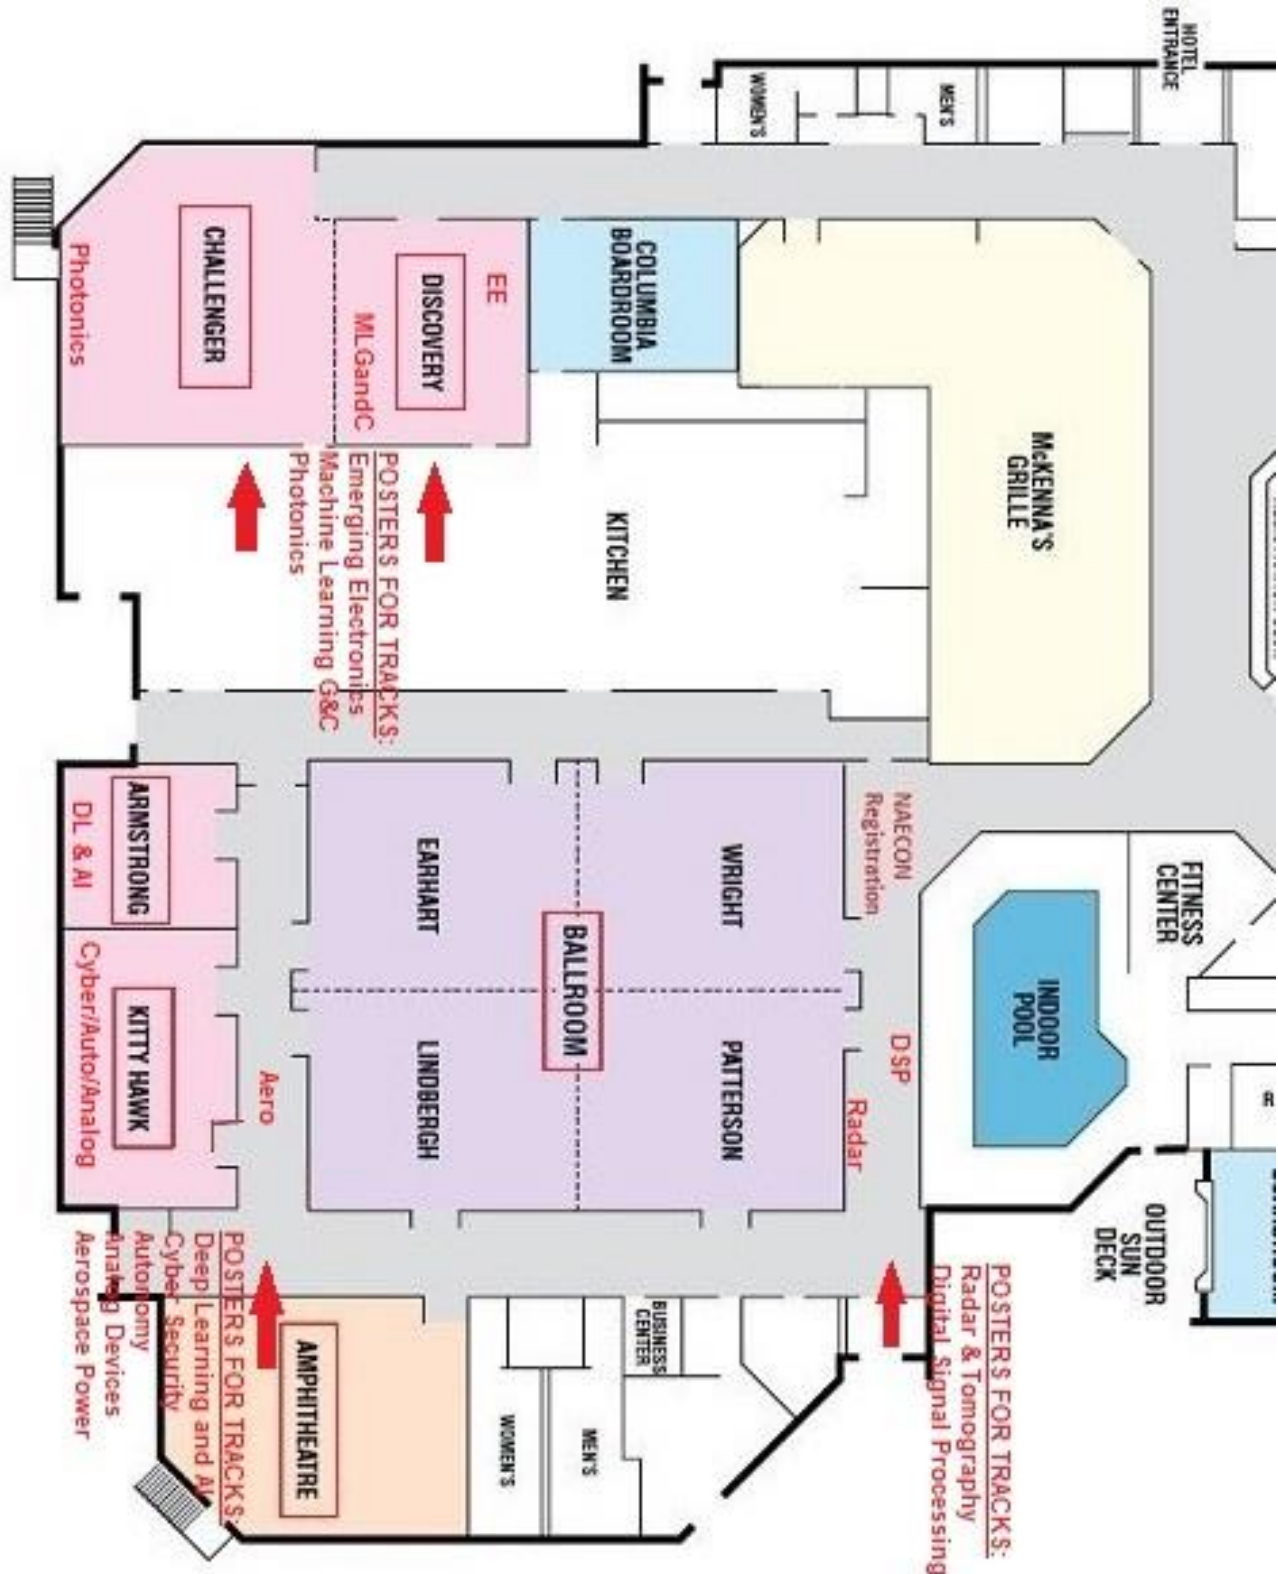 HOTEL
ENTRANCE
WOMEN'S
MEN'S
CHALLENGER
Photonics
DISCOVERY
EE
MLGandC
COLUMBIA
BOARDROOM
McKENNA'S
GRILLE
KITCHEN
POSTERS FOR TRACKS:
Emerging Electronics
Machine Learning G&C
Photonics
ARMSTRONG
DL & AI
KITTY HAWK
Cyber/Auto/Analog
Aero
EARHART
WRIGHT
BALLROOM
LINDBERGH
PATTERSON
NAECON
Registration
DSP
Radar
FITNESS
CENTER
INDOOR
POOL
R
OUTDOOR
SUN
DECK
POSTERS FOR TRACKS:
Deep Learning and AI
Cyber Security
Autonomy
Analog Devices
Aerospace Power
AMPHITHEATRE
WOMEN'S
MEN'S
BUSINESS
CENTER
POSTERS FOR TRACKS:
Radar & Tomography
Digital Signal Processing